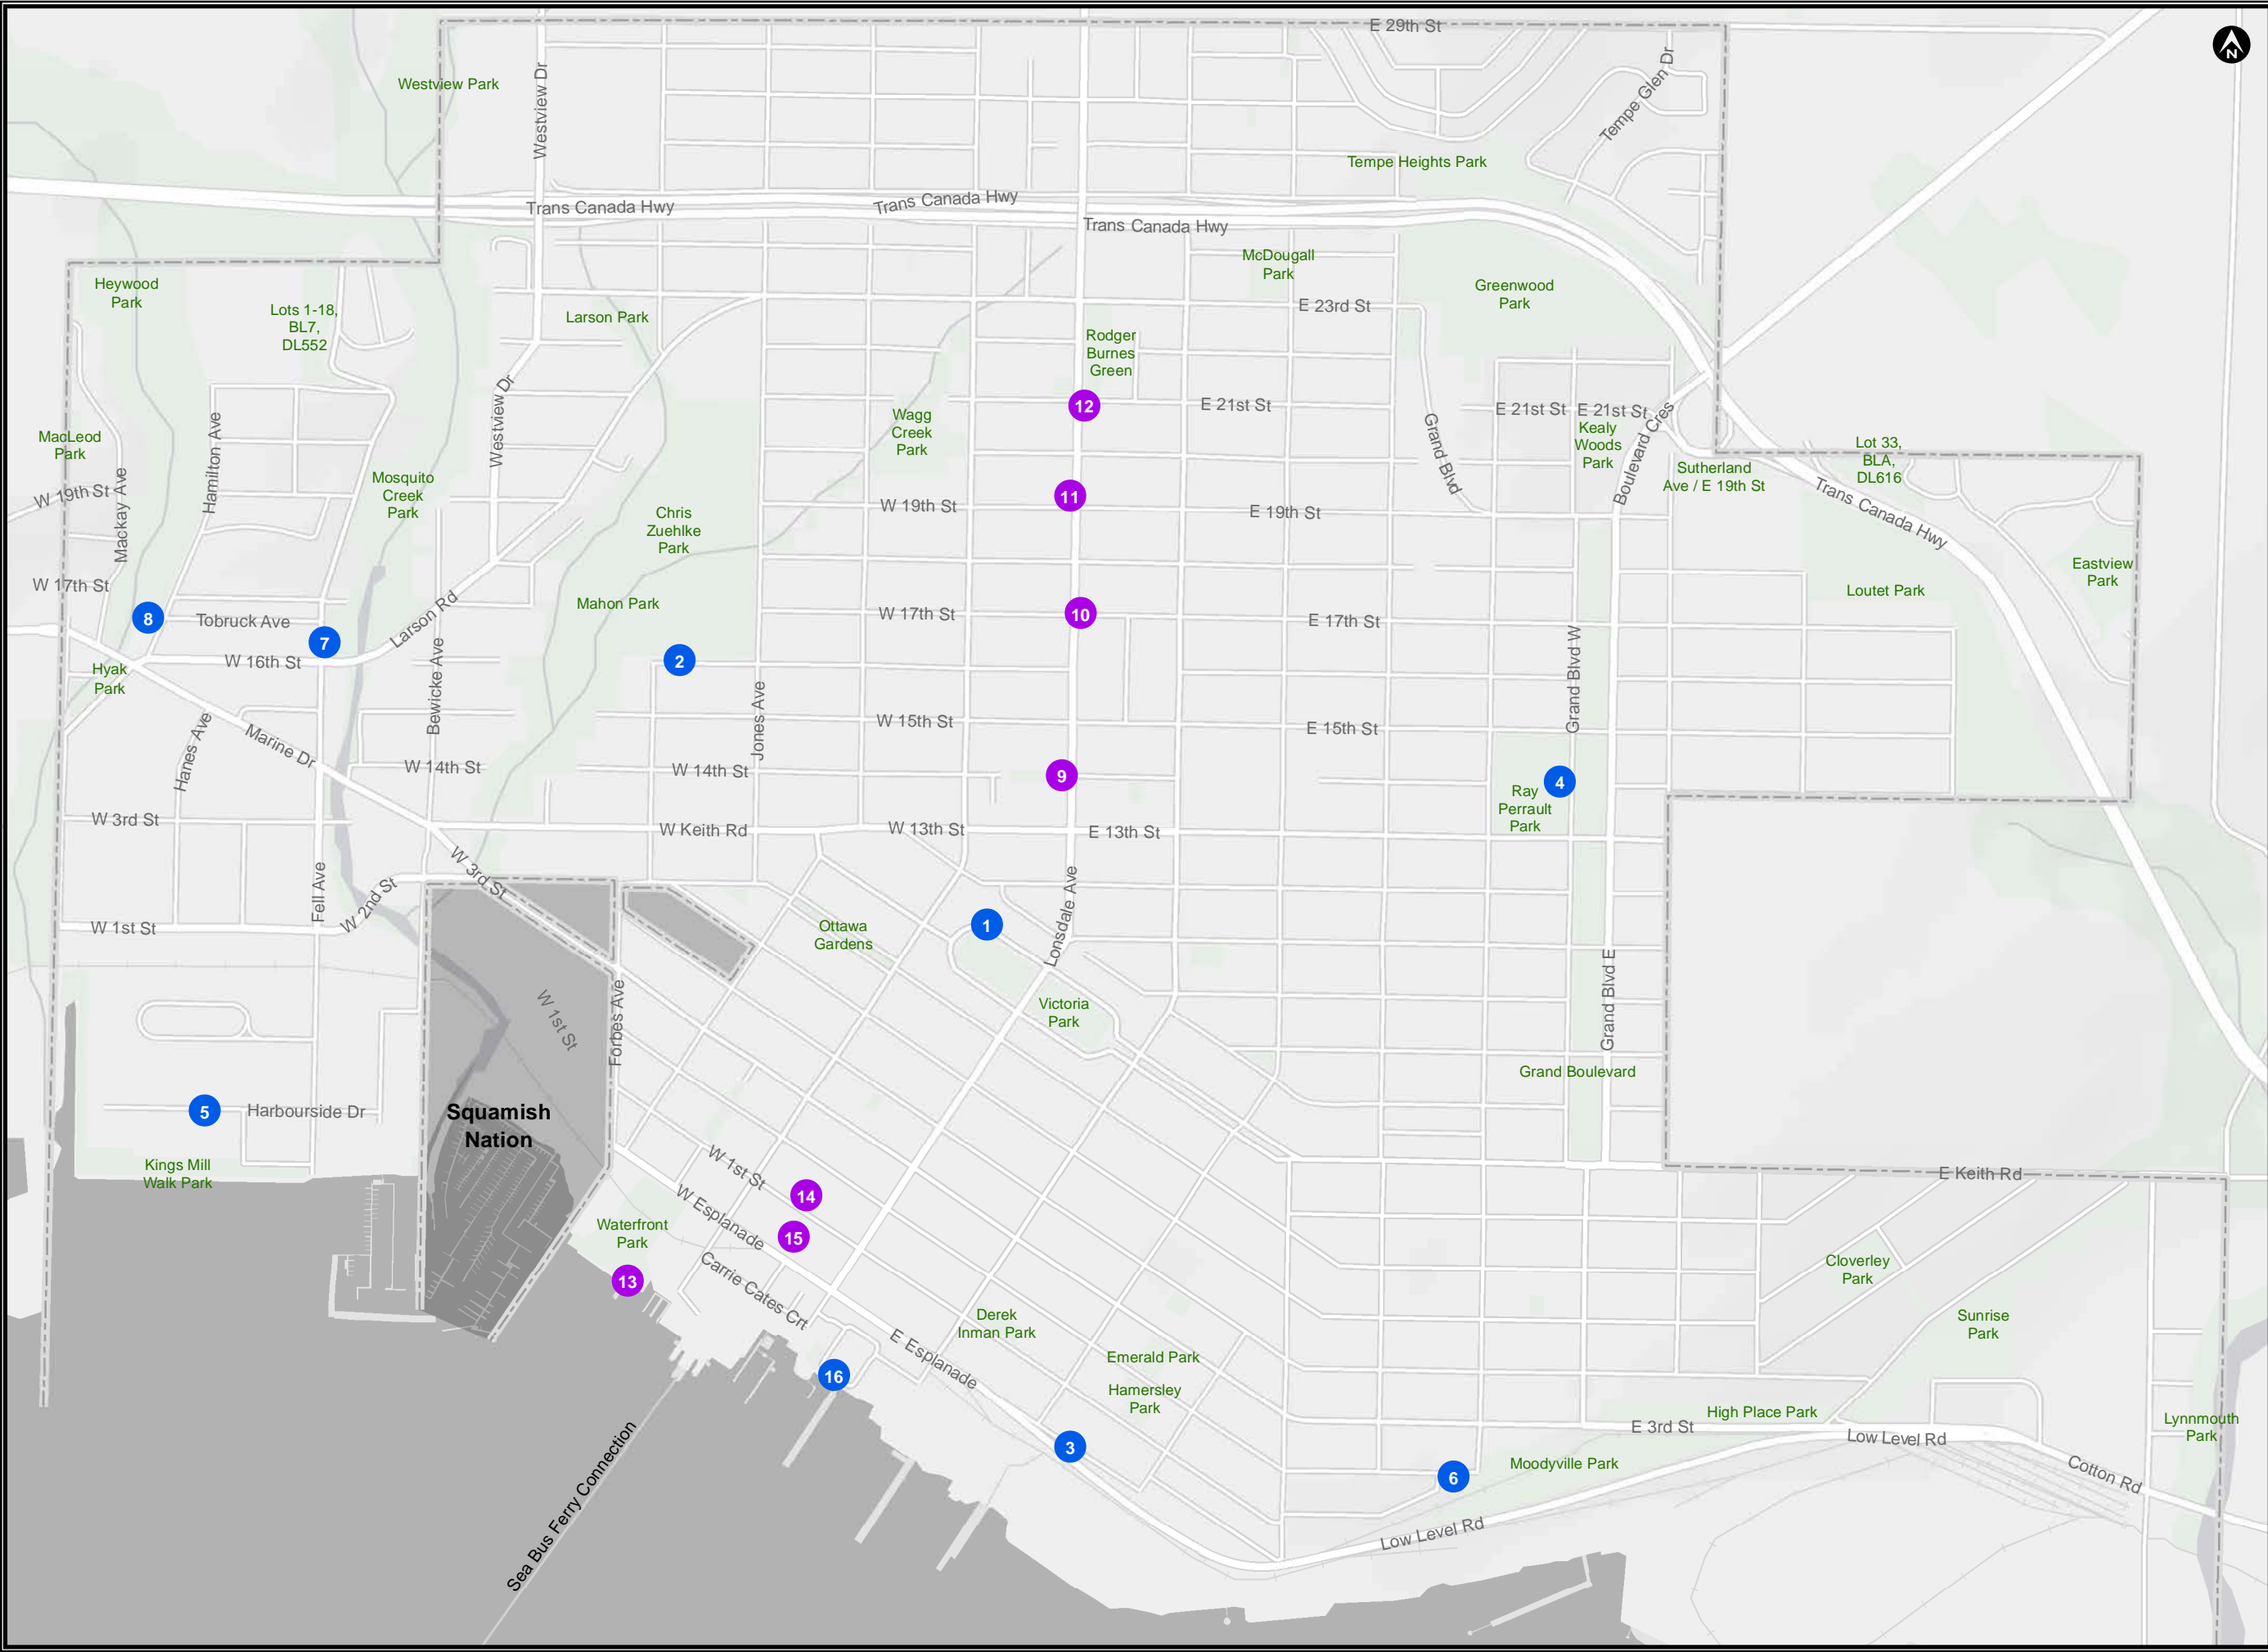 E 29th St
N
Westview Park
Westview Dr
Tempe Glen Dr
Tempe Heights Park
Trans Canada Hwy
Trans Canada Hwy
Trans Canada Hwy
McDougall
Park
Heywood
Park
Greenwood
Park
Lots 1-18,
BL7,
DL552
Larson Park
E 23rd St
Rodger
Burnes
Green
Westview Dr
12
E 21st St
E 21st St
E 21st St
Wagg
Creek
Park
Hamilton Ave
Grand Blvd
Kealy
Woods
Park
Boulevard Cres
MacLeod
Park
Lot 33,
BLA,
DL616
Mosquito
Creek
Park
Sutherland
Ave / E 19th St
W 19th St
Mackay Ave
11
W 19th St
E 19th St
Trans Canada Hwy
Chris
Zuehlke
Park
W 17th St
Eastview
Park
Loutet Park
Mahon Park
8
Tobruck Ave
Larson Rd
W 17th St
10
E 17th St
7
W 16th St
2
Hyak
Park
Bewicke Ave
Grand Blvd W
Jones Ave
W 15th St
E 15th St
Hanes Ave
Marine Dr
W 14th St
W 14th St
9
4
Ray
Perrault
Park
W 3rd St
W Keith Rd
W 13th St
E 13th St
W 3rd St
Fell Ave
W 2nd St
W 1st St
Ottawa
Gardens
1
Lonsdale Ave
W 1st St
Forbes Ave
Victoria
Park
Grand Blvd E
Grand Boulevard
5
Harbourside Dr
Squamish
Nation
Kings Mill
Walk Park
W 1st St
E Keith Rd
14
W Esplanade
15
Waterfront
Park
13
Carrie Cates Crt
Cloverley
Park
Derek
Inman Park
Sunrise
Park
E Esplanade
Emerald Park
16
Hamersley
Park
High Place Park
E 3rd St
Low Level Rd
Lynnmouth
Park
3
Moodyville Park
6
Cotton Rd
Sea Bus Ferry Connection
Low Level Rd